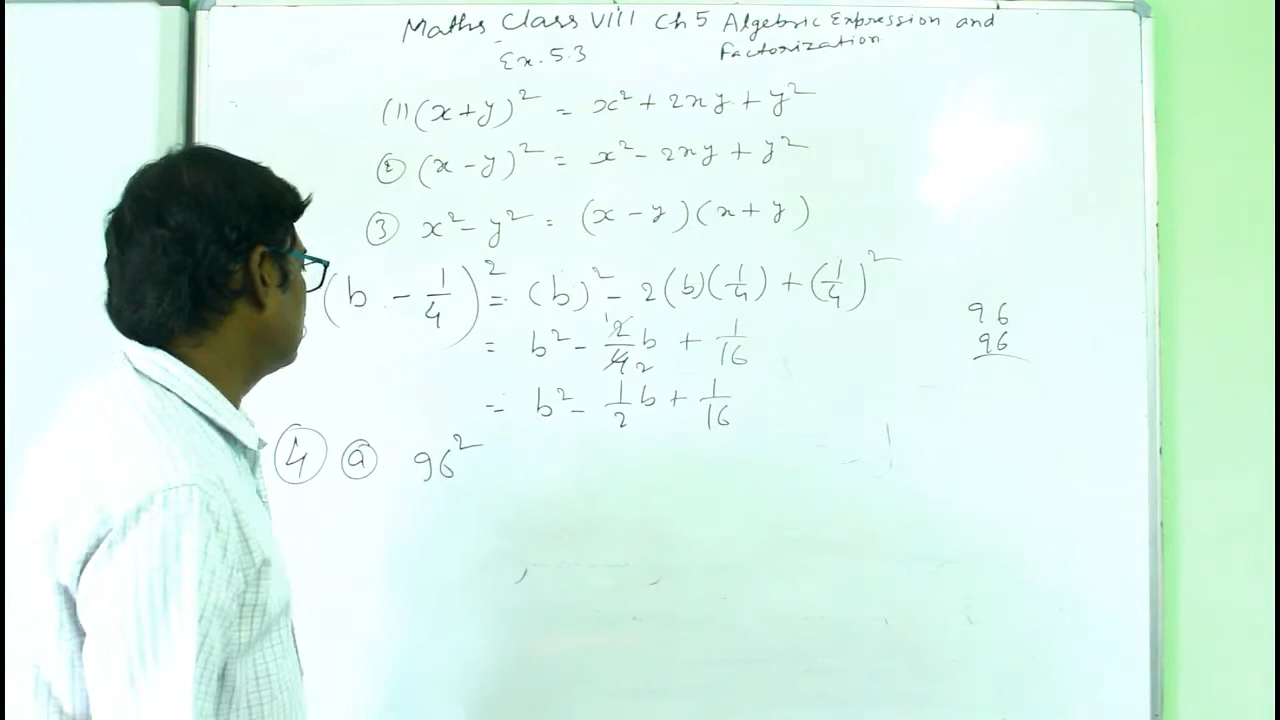 Maths Class VIII Ch 5 Algebric Expression and
Factorization
Ex. 5.3
(1) (x+y)² = x² + 2xy + y²
② (x-y)² = x² - 2xy + y²
③ x² - y² = (x-y)(x+y)
(b - 1/4)² = (b)² - 2(b)(1/4) + (1/4)²
= b² - 2/4 b + 1/16
1 2
= b² - 1/2 b + 1/16
④ ⓐ 96²
96
96